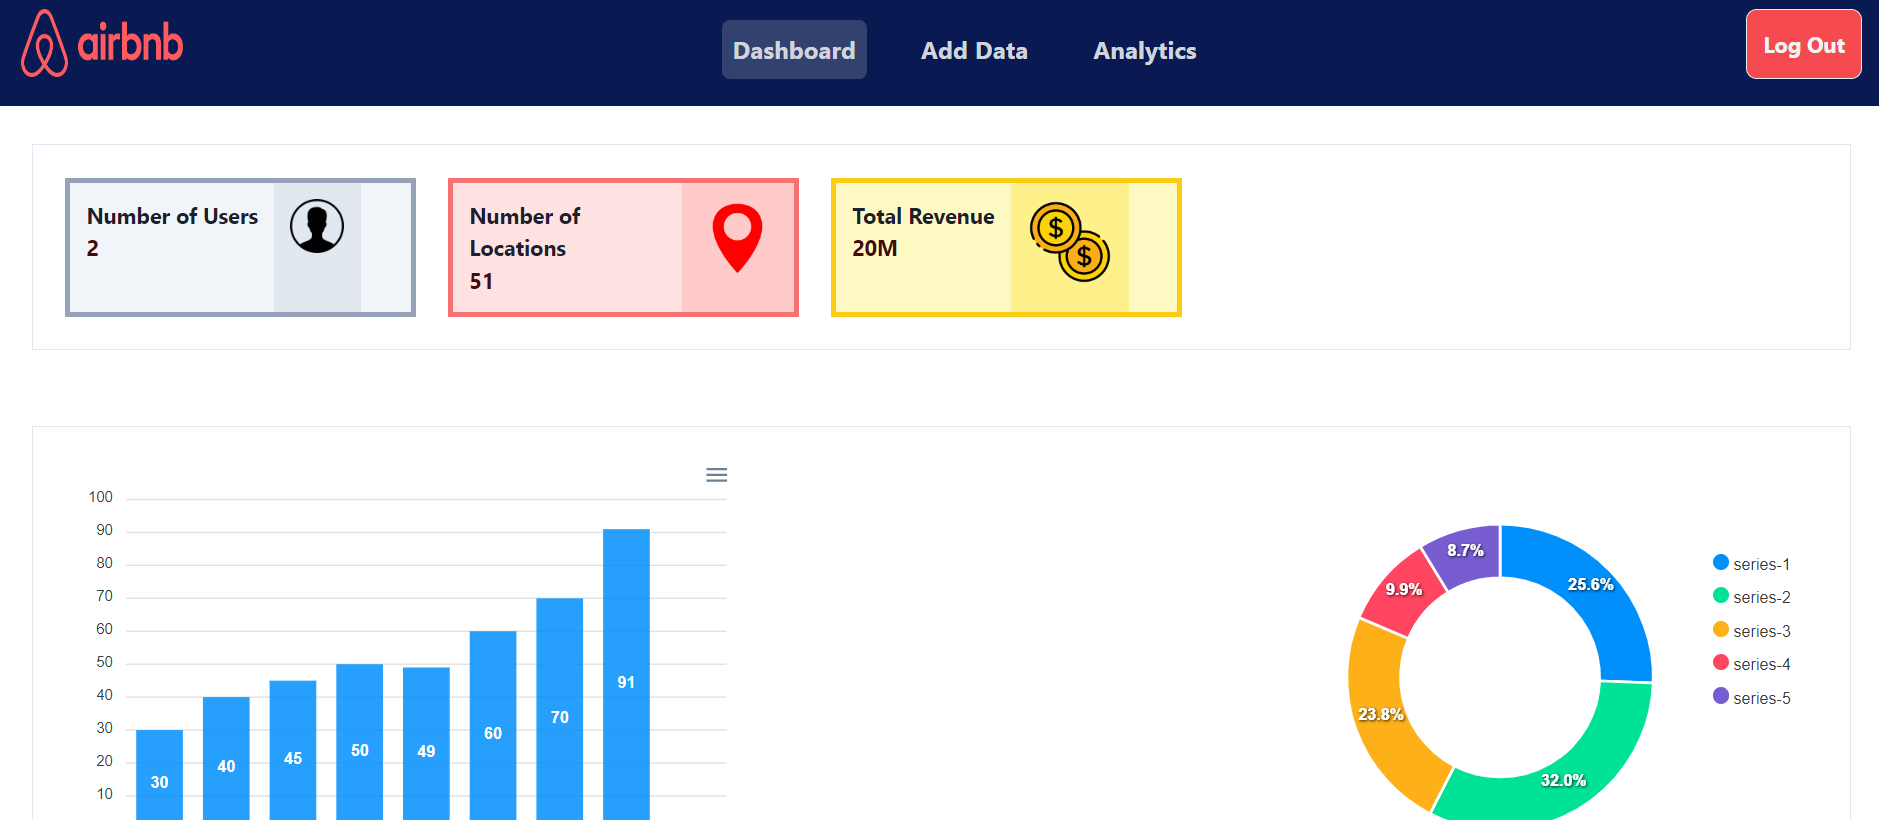 airbnb
Dashboard
Add Data
Analytics
Log Out
Number of Users
2
Number of
Locations
51
Total Revenue
20M
$
$
100
90
80
70
60
50
40
30
20
10
30
40
45
50
49
60
70
91
8.7%
9.9%
25.6%
23.8%
32.0%
series-1
series-2
series-3
series-4
series-5